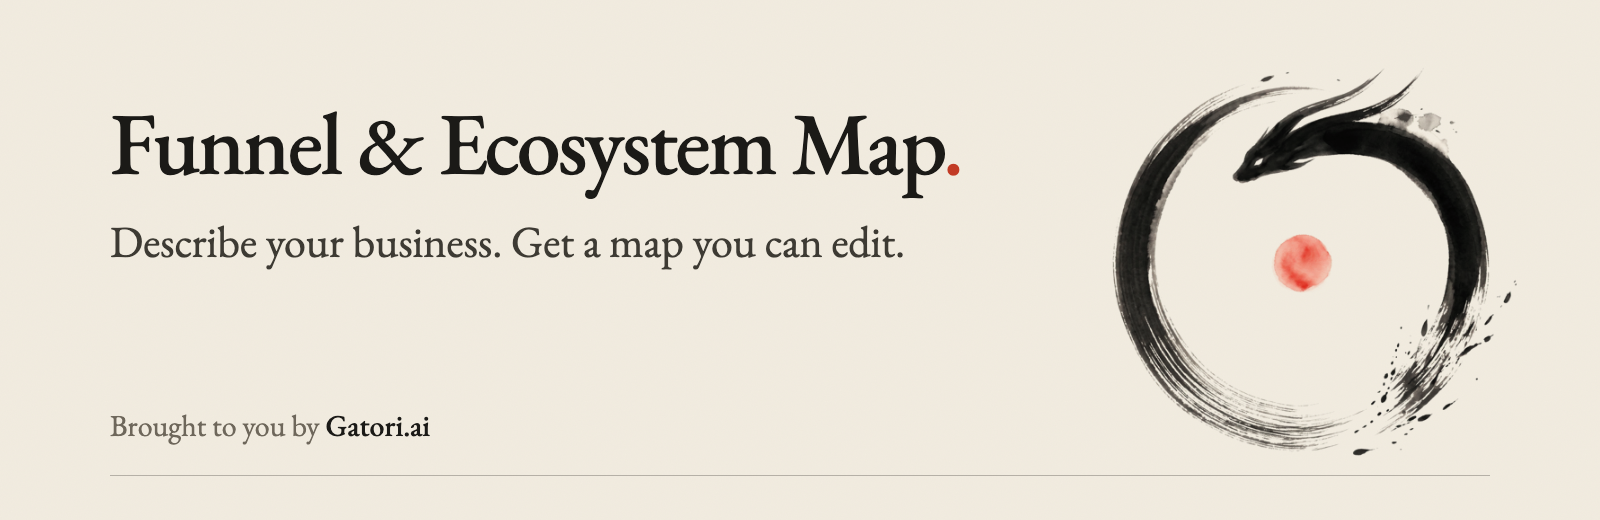 Funnel & Ecosystem Map.
Describe your business. Get a map you can edit.
Brought to you by Gatori.ai